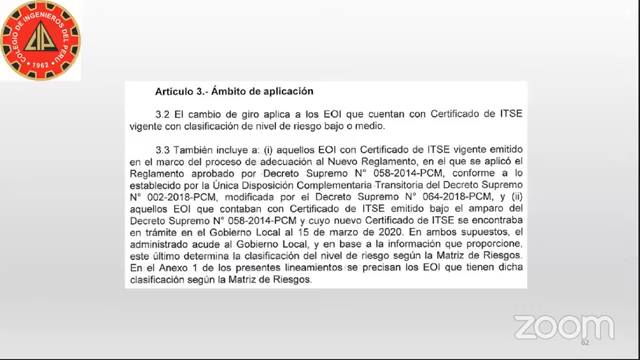 COLEGIO DE INGENIEROS DEL PERU
CIP
1962
Artículo 3.- Ámbito de aplicación
3.2 El cambio de giro aplica a los EOI que cuentan con Certificado de ITSE
vigente con clasificación de nivel de riesgo bajo o medio.
3.3 También incluye a: (i) aquellos EOI con Certificado de ITSE vigente emitido
en el marco del proceso de adecuación al Nuevo Reglamento, en el que se aplicó el
Reglamento aprobado por Decreto Supremo N° 058-2014-PCM, conforme a lo
establecido por la Única Disposición Complementaria Transitoria del Decreto Supremo
N° 002-2018-PCM, modificada por el Decreto Supremo N° 064-2018-PCM, y (ii)
aquellos EOI que contaban con Certificado de ITSE emitido bajo el amparo del
Decreto Supremo N° 058-2014-PCM y cuyo nuevo Certificado de ITSE se encontraba
en trámite en el Gobierno Local al 15 de marzo de 2020. En ambos supuestos, el
administrado acude al Gobierno Local, y en base a la información que proporcione,
este último determina la clasificación del nivel de riesgo según la Matriz de Riesgos.
En el Anexo 1 de los presentes lineamientos se precisan los EOI que tienen dicha
clasificación según la Matriz de Riesgos.
zoom
62